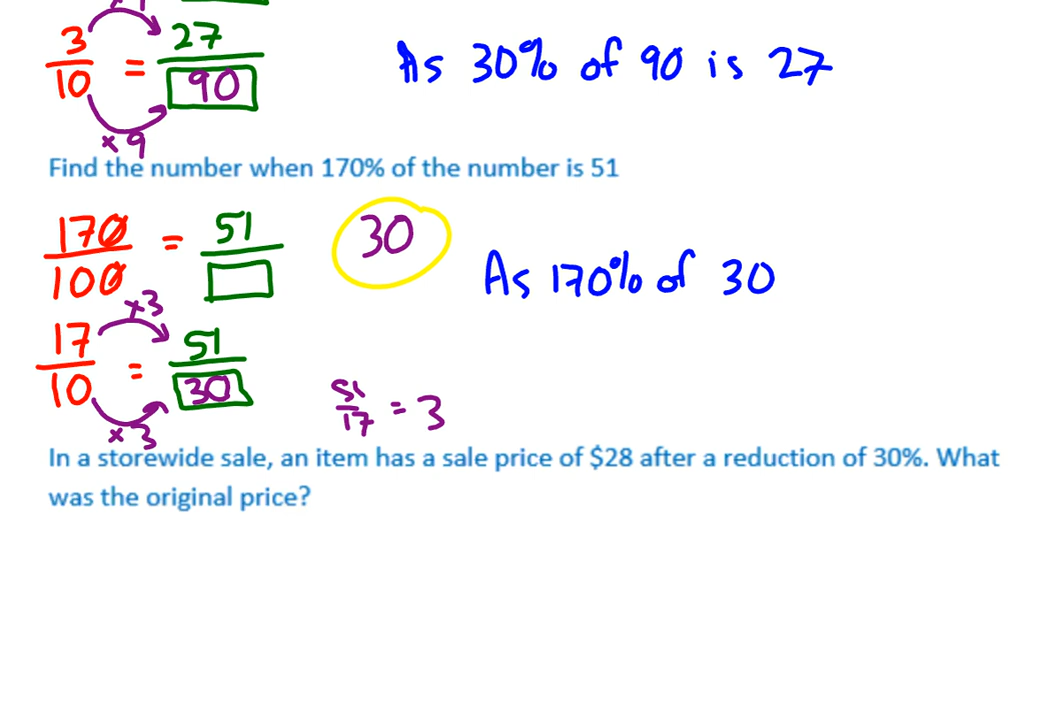 3/10 = 27/90
As 30% of 90 is 27
×9
Find the number when 170% of the number is 51
170/100 = 51/
30
As 170% of 30
×3
17/10 = 51/30
51/17 = 3
×3
In a storewide sale, an item has a sale price of $28 after a reduction of 30%. What
was the original price?